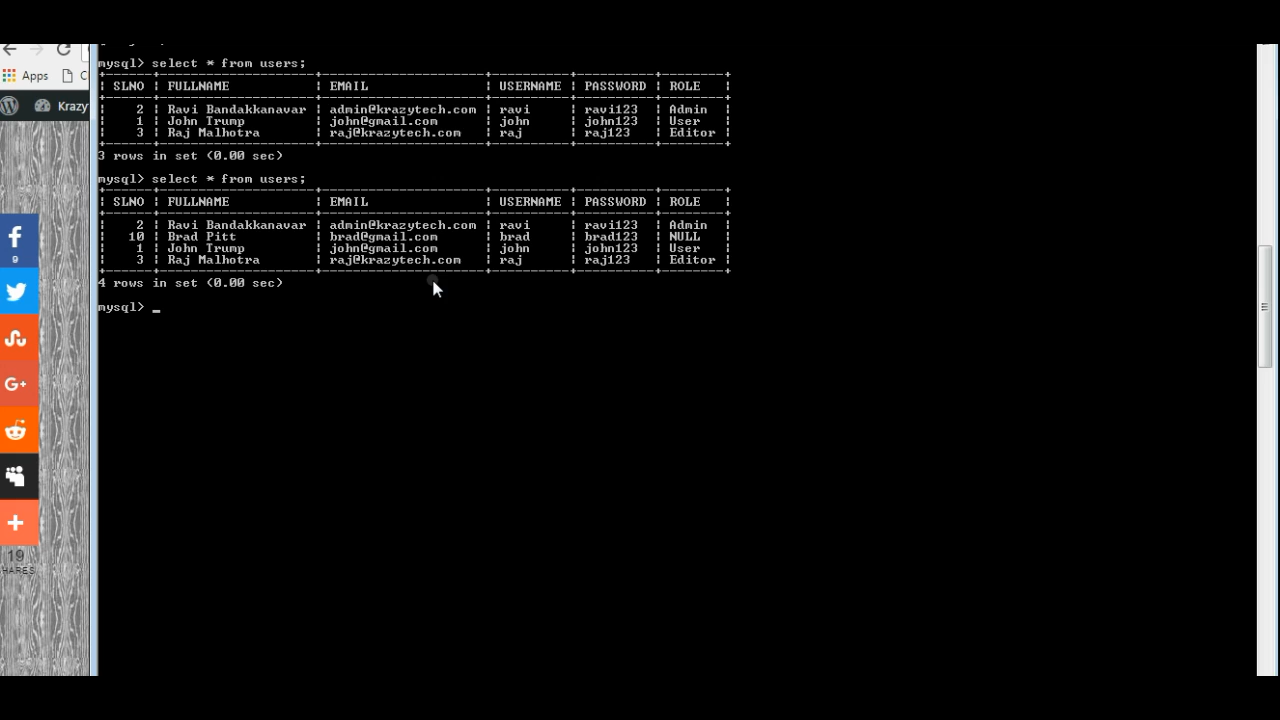 mysql> select * from users;
| SLNO | FULLNAME | EMAIL | USERNAME | PASSWORD | ROLE |
| 2 | Ravi Bandakkanavar | admin@krazytech.com | ravi | ravi123 | Admin |
| 1 | John Trump | john@gmail.com | john | john123 | User |
| 3 | Raj Malhotra | raj@krazytech.com | raj | raj123 | Editor |
3 rows in set (0.00 sec)
mysql> select * from users;
| SLNO | FULLNAME | EMAIL | USERNAME | PASSWORD | ROLE |
| 2 | Ravi Bandakkanavar | admin@krazytech.com | ravi | ravi123 | Admin |
| 10 | Brad Pitt | brad@gmail.com | brad | brad123 | NULL |
| 1 | John Trump | john@gmail.com | john | john123 | User |
| 3 | Raj Malhotra | raj@krazytech.com | raj | raj123 | Editor |
4 rows in set (0.00 sec)
mysql> _
Apps C
Krazy
9
G+
19
HARES